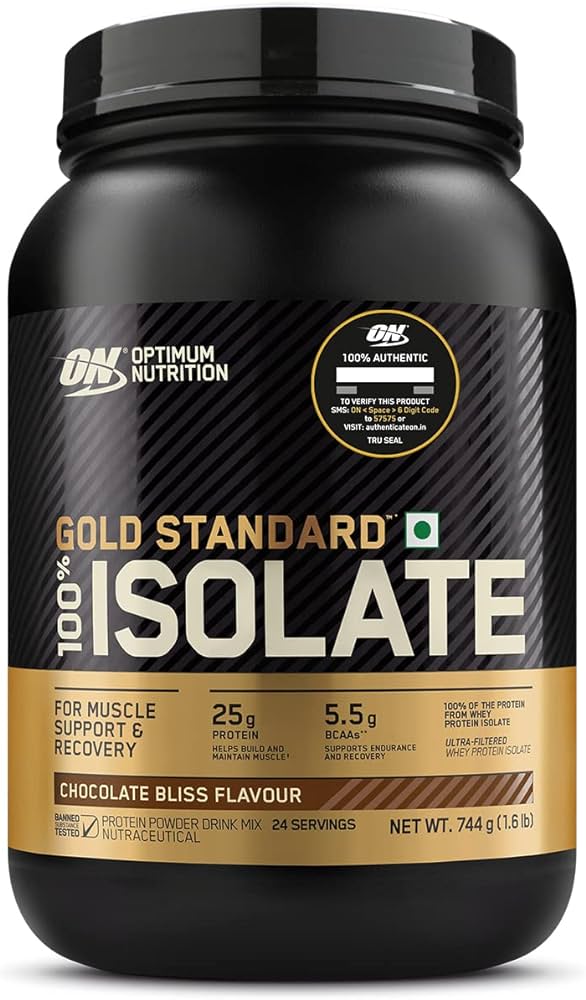 ON® OPTIMUM
NUTRITION
ON
100% AUTHENTIC
TO VERIFY THIS PRODUCT
SMS: ON < Space > 6 Digit Code
to 57575 or
VISIT: authenticateon.in
TRU SEAL
GOLD STANDARD™*
100% ISOLATE
FOR MUSCLE
SUPPORT &
RECOVERY
25g
PROTEIN
HELPS BUILD AND
MAINTAIN MUSCLE¹
5.5g
BCAAs**
SUPPORTS ENDURANCE
AND RECOVERY
100% OF THE PROTEIN
FROM WHEY
PROTEIN ISOLATE
ULTRA-FILTERED
WHEY PROTEIN ISOLATE
CHOCOLATE BLISS FLAVOUR
BANNED
SUBSTANCE
TESTED
PROTEIN POWDER DRINK MIX
NUTRACEUTICAL
24 SERVINGS
NET WT. 744 g (1.6 lb)